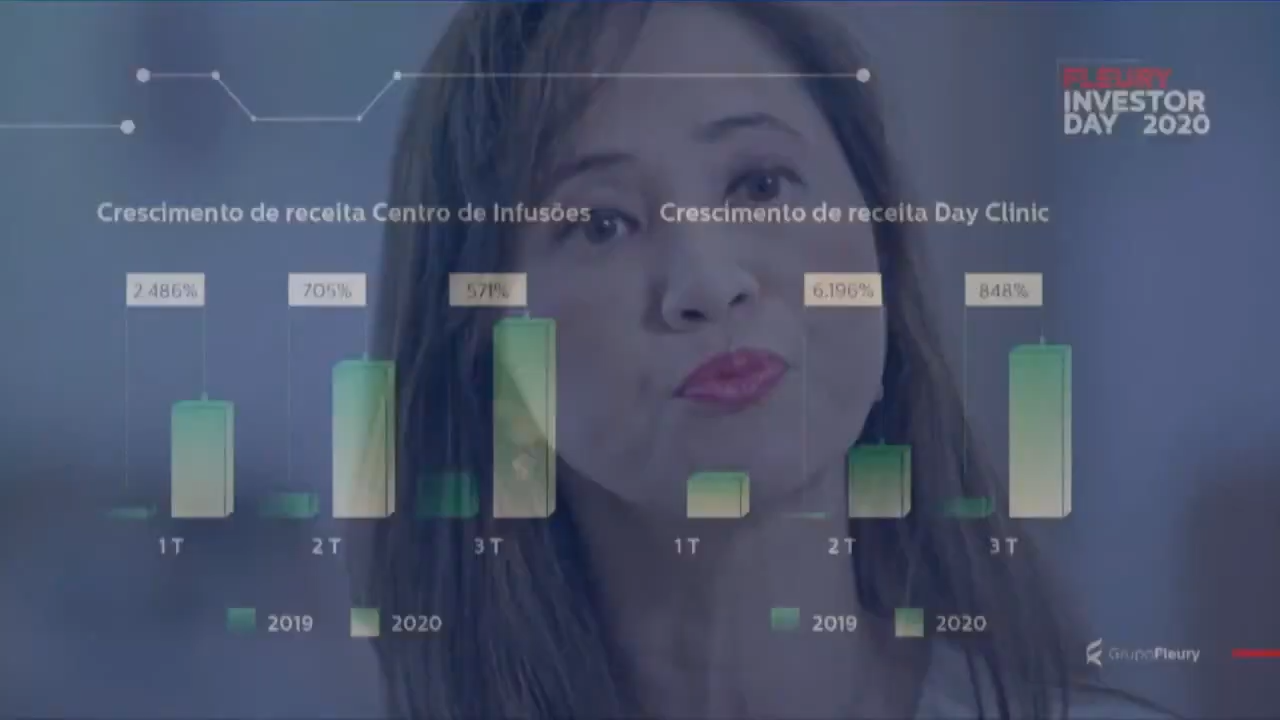 FLEURY
INVESTOR
DAY 2020
Crescimento de receita Centro de Infusões
2.486%
705%
571%
1 T
2 T
3 T
2019
2020
Crescimento de receita Day Clinic
6.196%
848%
1 T
2 T
3 T
2019
2020
GrupoFleury